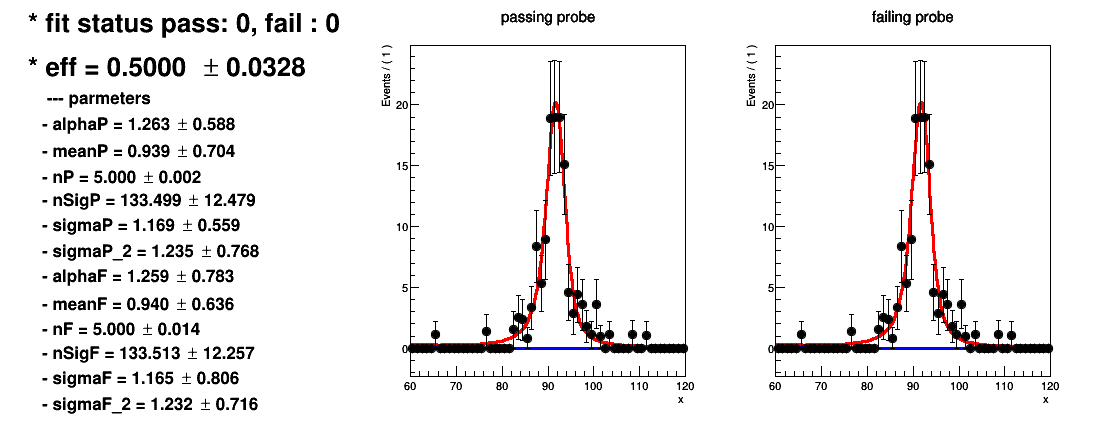 * fit status pass: 0, fail : 0
* eff = 0.5000 ± 0.0328
--- parmeters
- alphaP = 1.263 ± 0.588
- meanP = 0.939 ± 0.704
- nP = 5.000 ± 0.002
- nSigP = 133.499 ± 12.479
- sigmaP = 1.169 ± 0.559
- sigmaP_2 = 1.235 ± 0.768
- alphaF = 1.259 ± 0.783
- meanF = 0.940 ± 0.636
- nF = 5.000 ± 0.014
- nSigF = 133.513 ± 12.257
- sigmaF = 1.165 ± 0.806
- sigmaF_2 = 1.232 ± 0.716
passing probe
Events / ( 1 )
20
15
10
5
0
60 70 80 90 100 110 120
x
failing probe
Events / ( 1 )
20
15
10
5
0
60 70 80 90 100 110 120
x